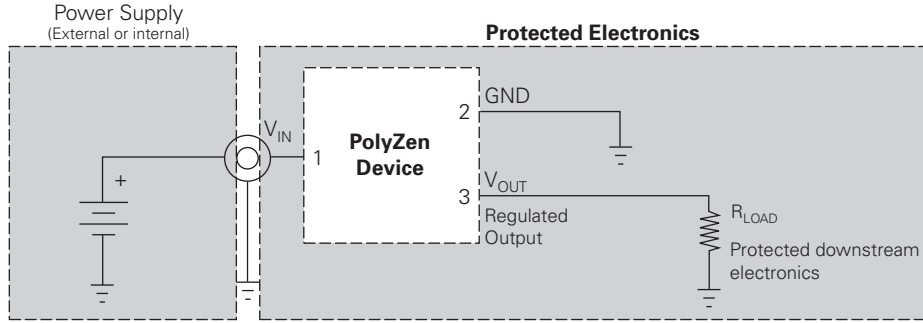 Power Supply
(External or internal)
Protected Electronics
+
V_IN
1
PolyZen
Device
2
GND
3
V_OUT
Regulated
Output
R_LOAD
Protected downstream
electronics